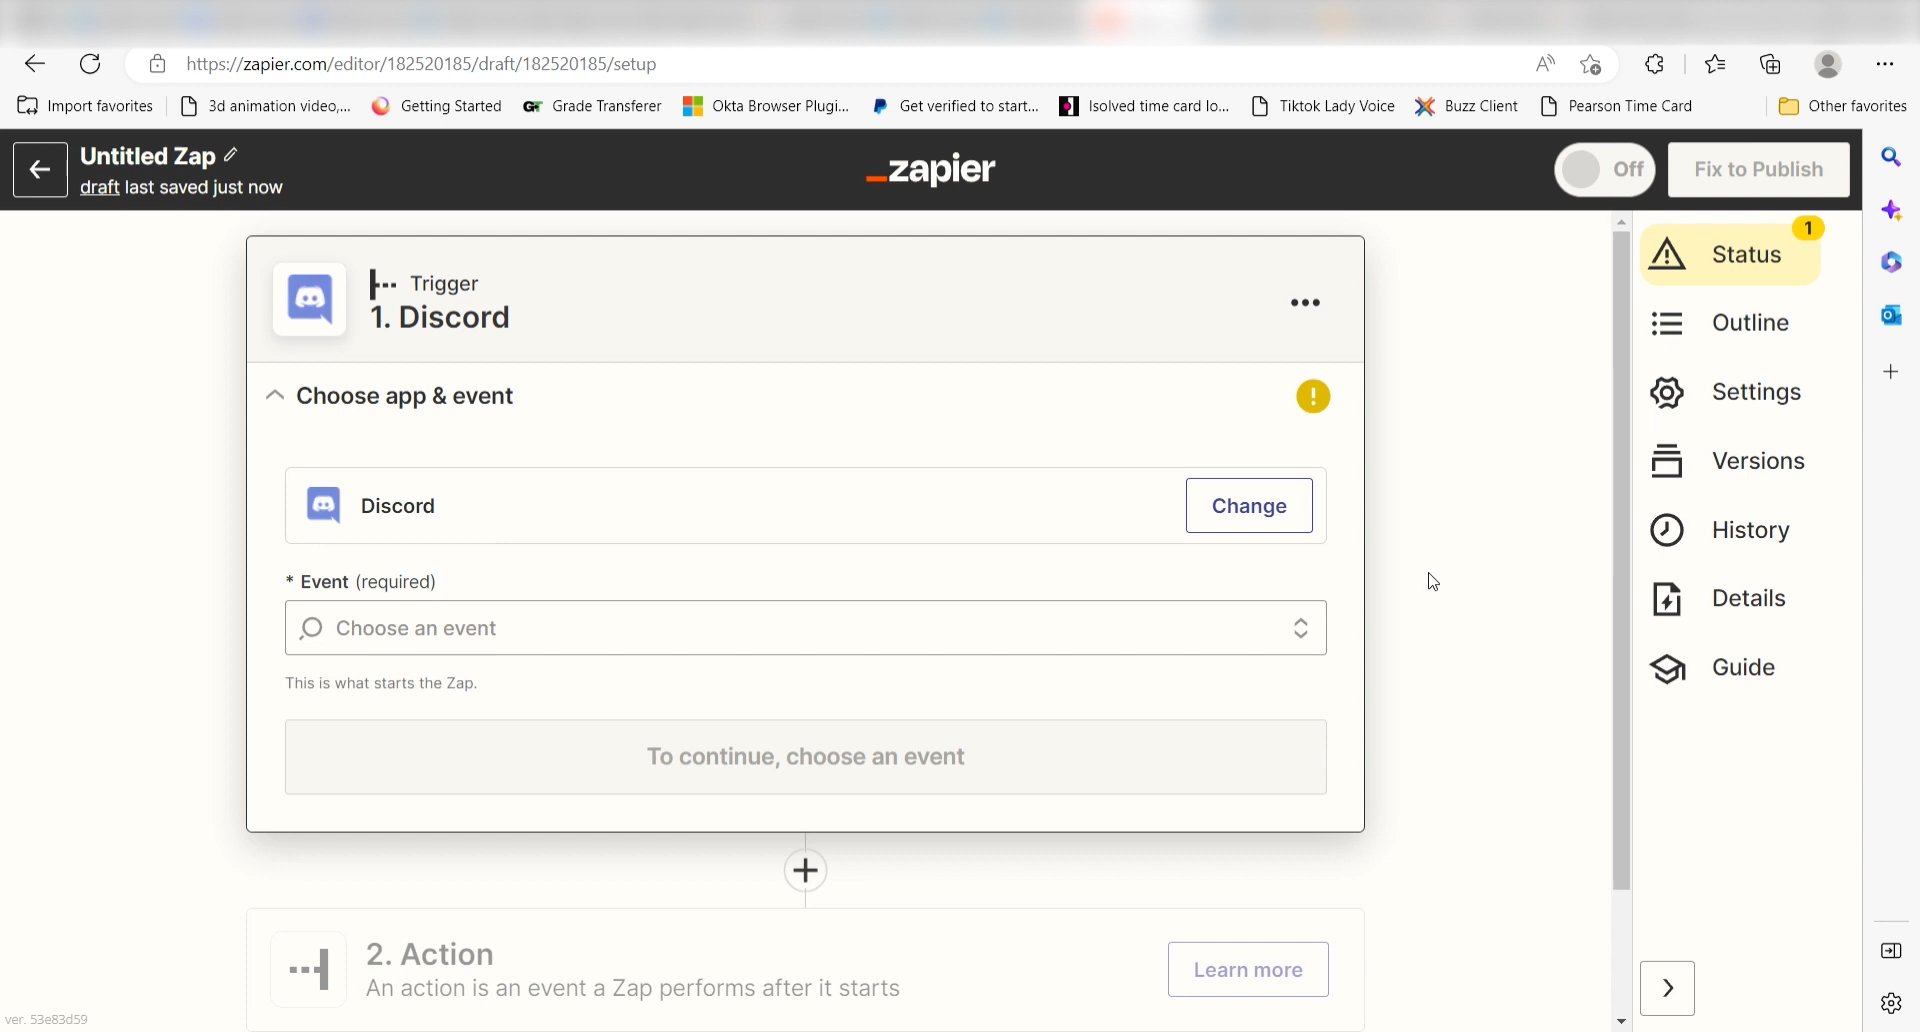 https://zapier.com/editor/182520185/draft/182520185/setup
Import favorites
3d animation video,...
Getting Started
GT Grade Transferer
Okta Browser Plugi...
Get verified to start...
Isolved time card lo...
Tiktok Lady Voice
Buzz Client
Pearson Time Card
Other favorites
Untitled Zap
draft last saved just now
zapier
Off
Fix to Publish
Trigger
1. Discord
Choose app & event
!
Discord
Change
* Event (required)
Choose an event
This is what starts the Zap.
To continue, choose an event
2. Action
An action is an event a Zap performs after it starts
Learn more
1
Status
Outline
Settings
Versions
History
Details
Guide
ver. 53e83d59